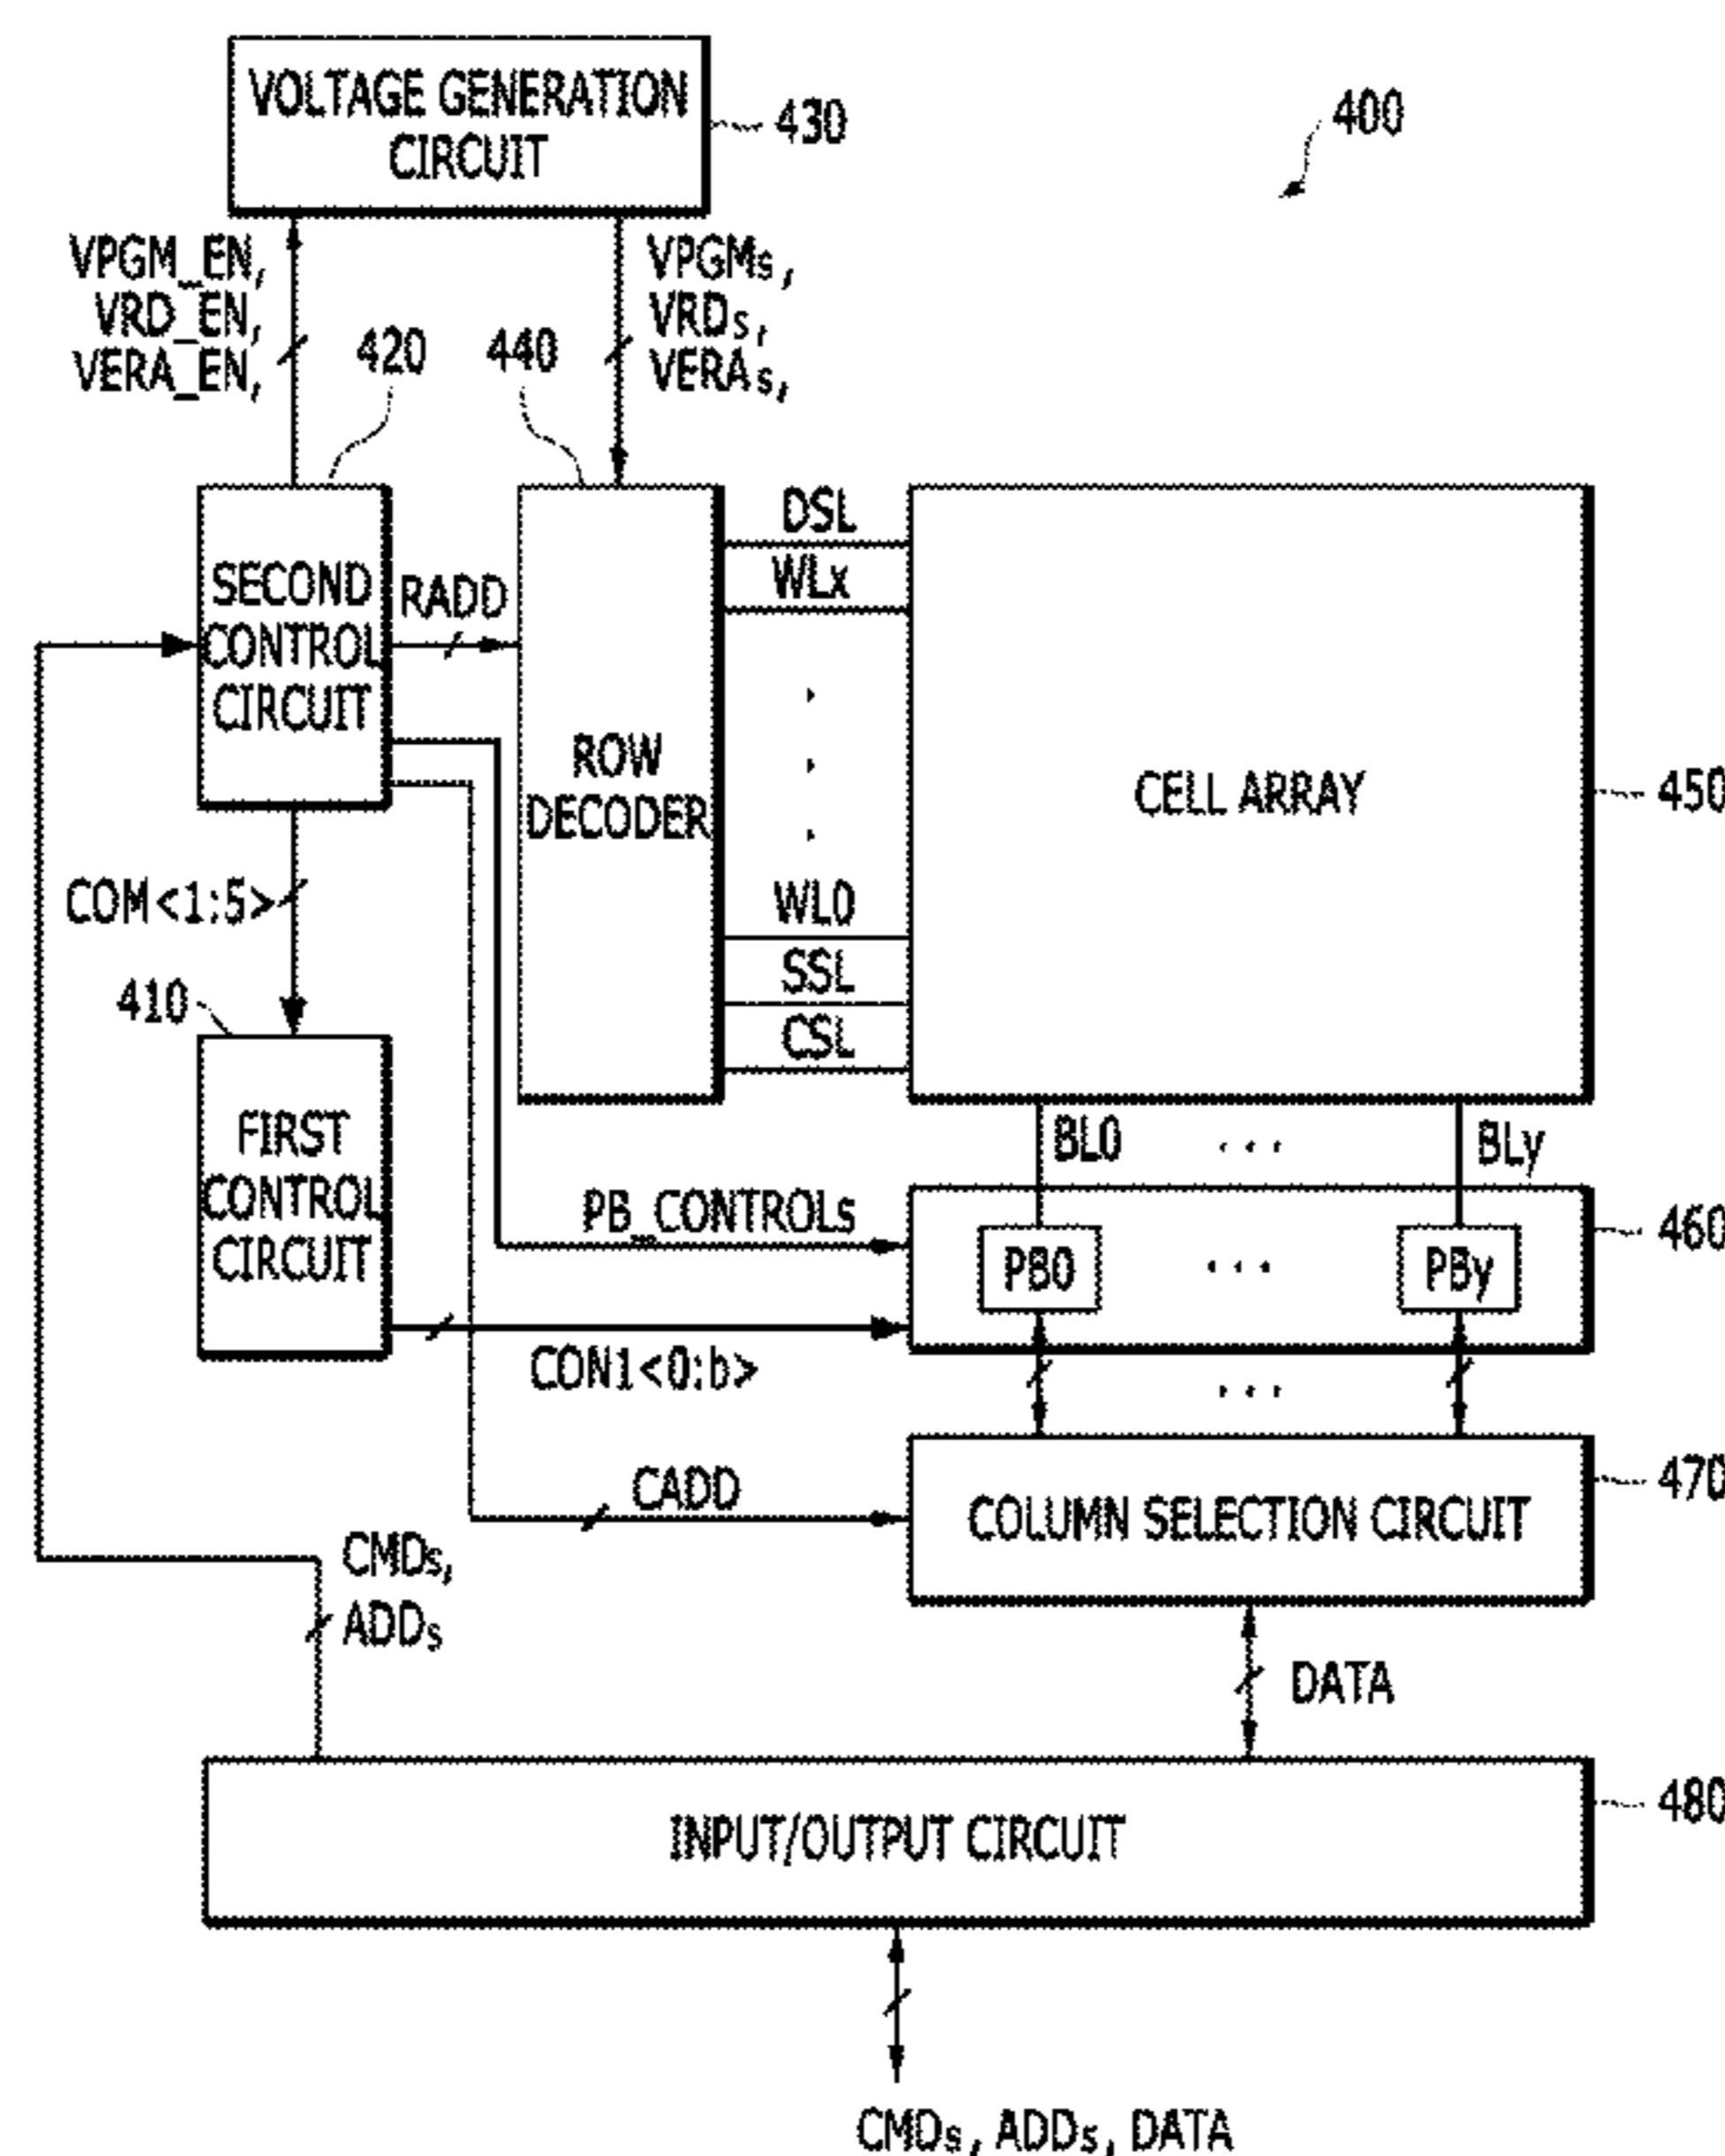 VOLTAGE GENERATION
CIRCUIT
430
400
VPGM_EN,
VRD_EN,
VERA_EN,
VPGMs,
VRDs,
VERAs,
420
440
SECOND
CONTROL
CIRCUIT
RADD
ROW
DECODER
DSL
WLx
WL0
SSL
CSL
CELL ARRAY
450
COM<1:5>
410
FIRST
CONTROL
CIRCUIT
BL0
...
BLy
PB_CONTROLs
PB0
...
PBy
460
CON1<0:b>
...
CADD
COLUMN SELECTION CIRCUIT
470
CMDs,
ADDs
DATA
INPUT/OUTPUT CIRCUIT
480
CMDs, ADDs, DATA